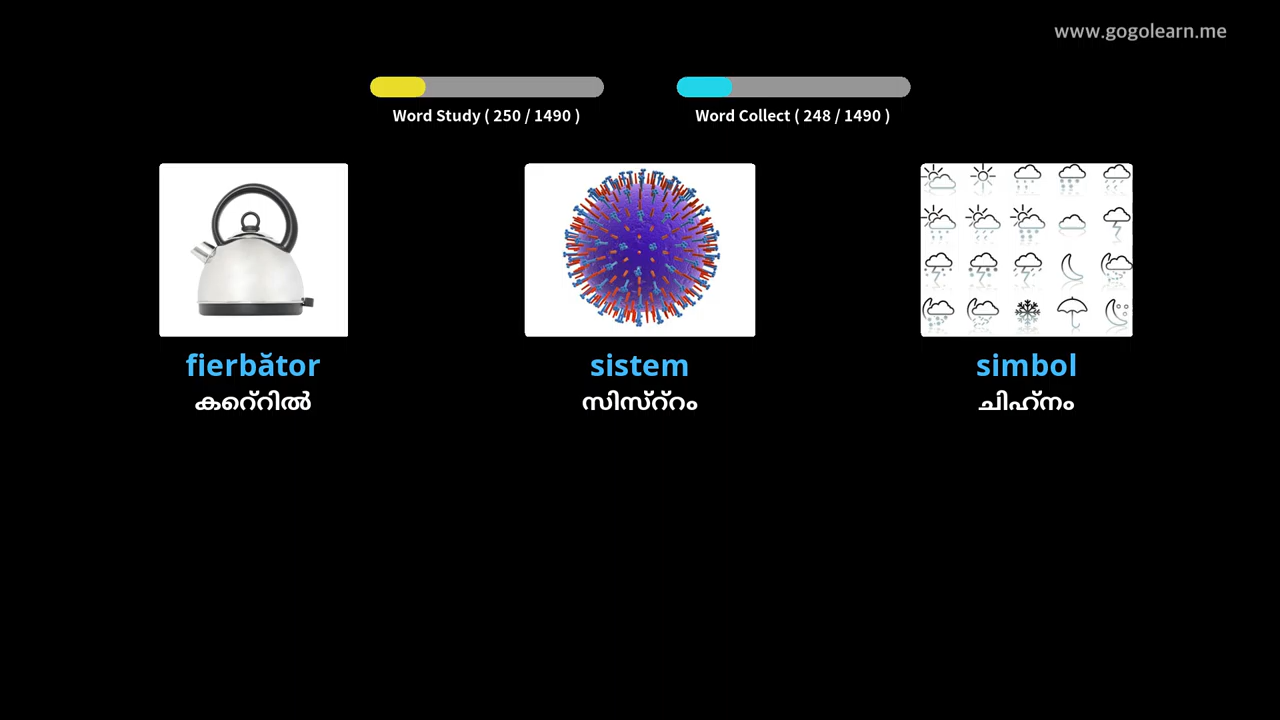 www.gogolearn.me
Word Study ( 250 / 1490 )
Word Collect ( 248 / 1490 )
fierbător
sistem
simbol
കറ്റെറിൽ
സിസ്റ്റം
ചിഹ്നം